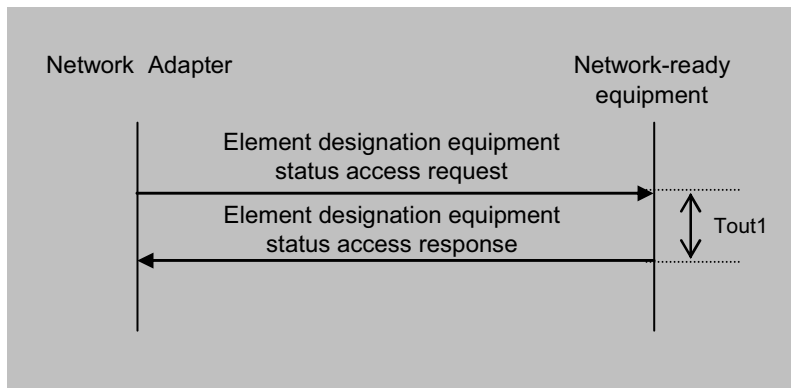 Network Adapter
Network-ready
equipment
Element designation equipment
status access request
Element designation equipment
status access response
Tout1